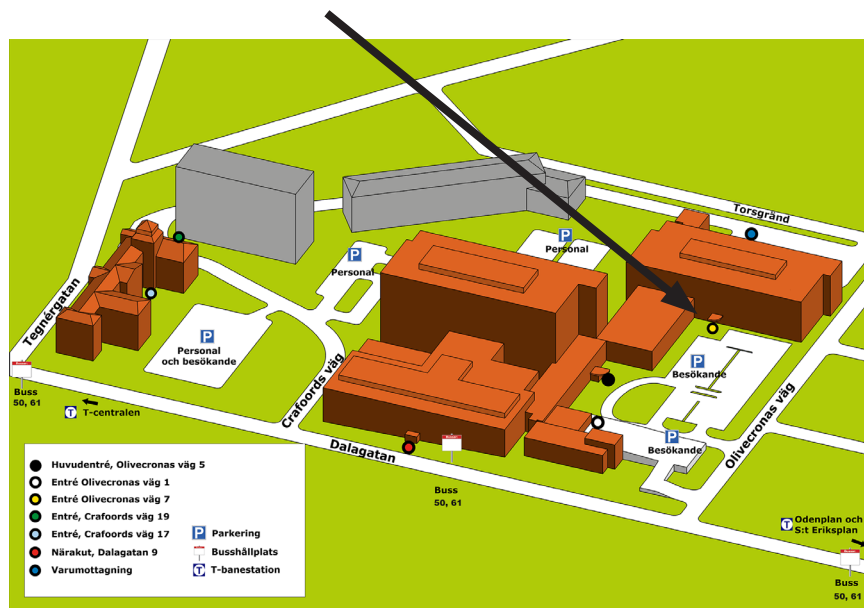 Torsgränd
P
Personal
P
Personal
Tegnérgatan
P
Personal
och besökande
Crafoords väg
P
Besökande
Olivecronas väg
P
Besökande
Buss
50, 61
T T-centralen
Dalagatan
Buss
50, 61
T Odenplan och
S:t Eriksplan
Buss
50, 61
Huvudentré, Olivecronas väg 5
Entré Olivecronas väg 1
Entré Olivecronas väg 7
Entré, Crafoords väg 19
Entré, Crafoords väg 17
Närakut, Dalagatan 9
Varumottagning
P Parkering
Busshållplats
T T-banestation